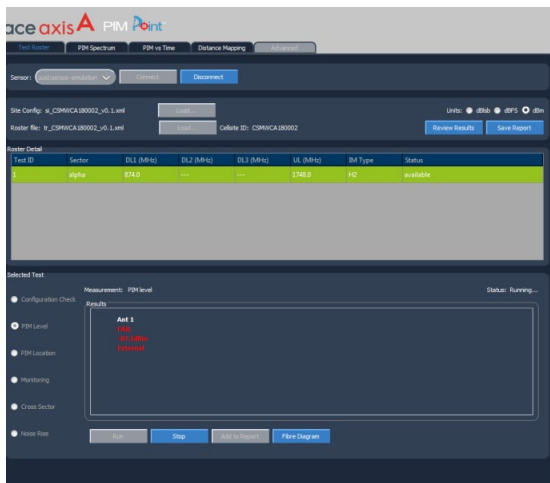 ace axis A PIM Point
Test Roster PIM Spectrum PIM vs Time Distance Mapping Advanced
Sensor: Connect Disconnect
Site Config: si_CSMWCA180002_v0.1.xml Load... Units: dBsb dBFS dBm
Roster file: tr_CSMWCA180002_v0.1.xml Load... Cellsite ID: CSMWCA180002 Review Results Save Report
Roster Detail
Test ID Sector DL1 (MHz) DL2 (MHz) DL3 (MHz) UL (MHz) IM Type Status
1 alpha 874.0 --- --- 1748.0 H2 available
Selected Test
Measurement: PIM level Status: Running...
Configuration Check Results
Ant 1
PIM Level FAIL
External
PIM Location
Monitoring
Cross Sector
Noise Rise Run Stop Add to Report Fibre Diagram